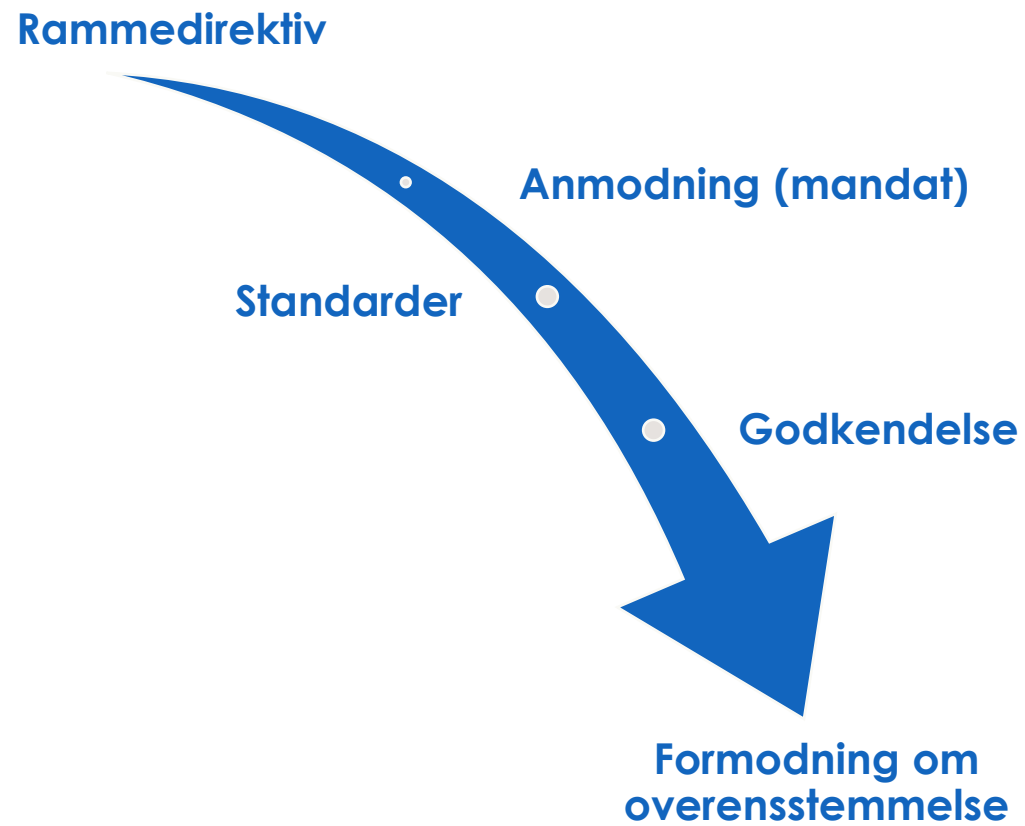 Rammedirektiv
Anmodning (mandat)
Standarder
Godkendelse
Formodning om
overensstemmelse